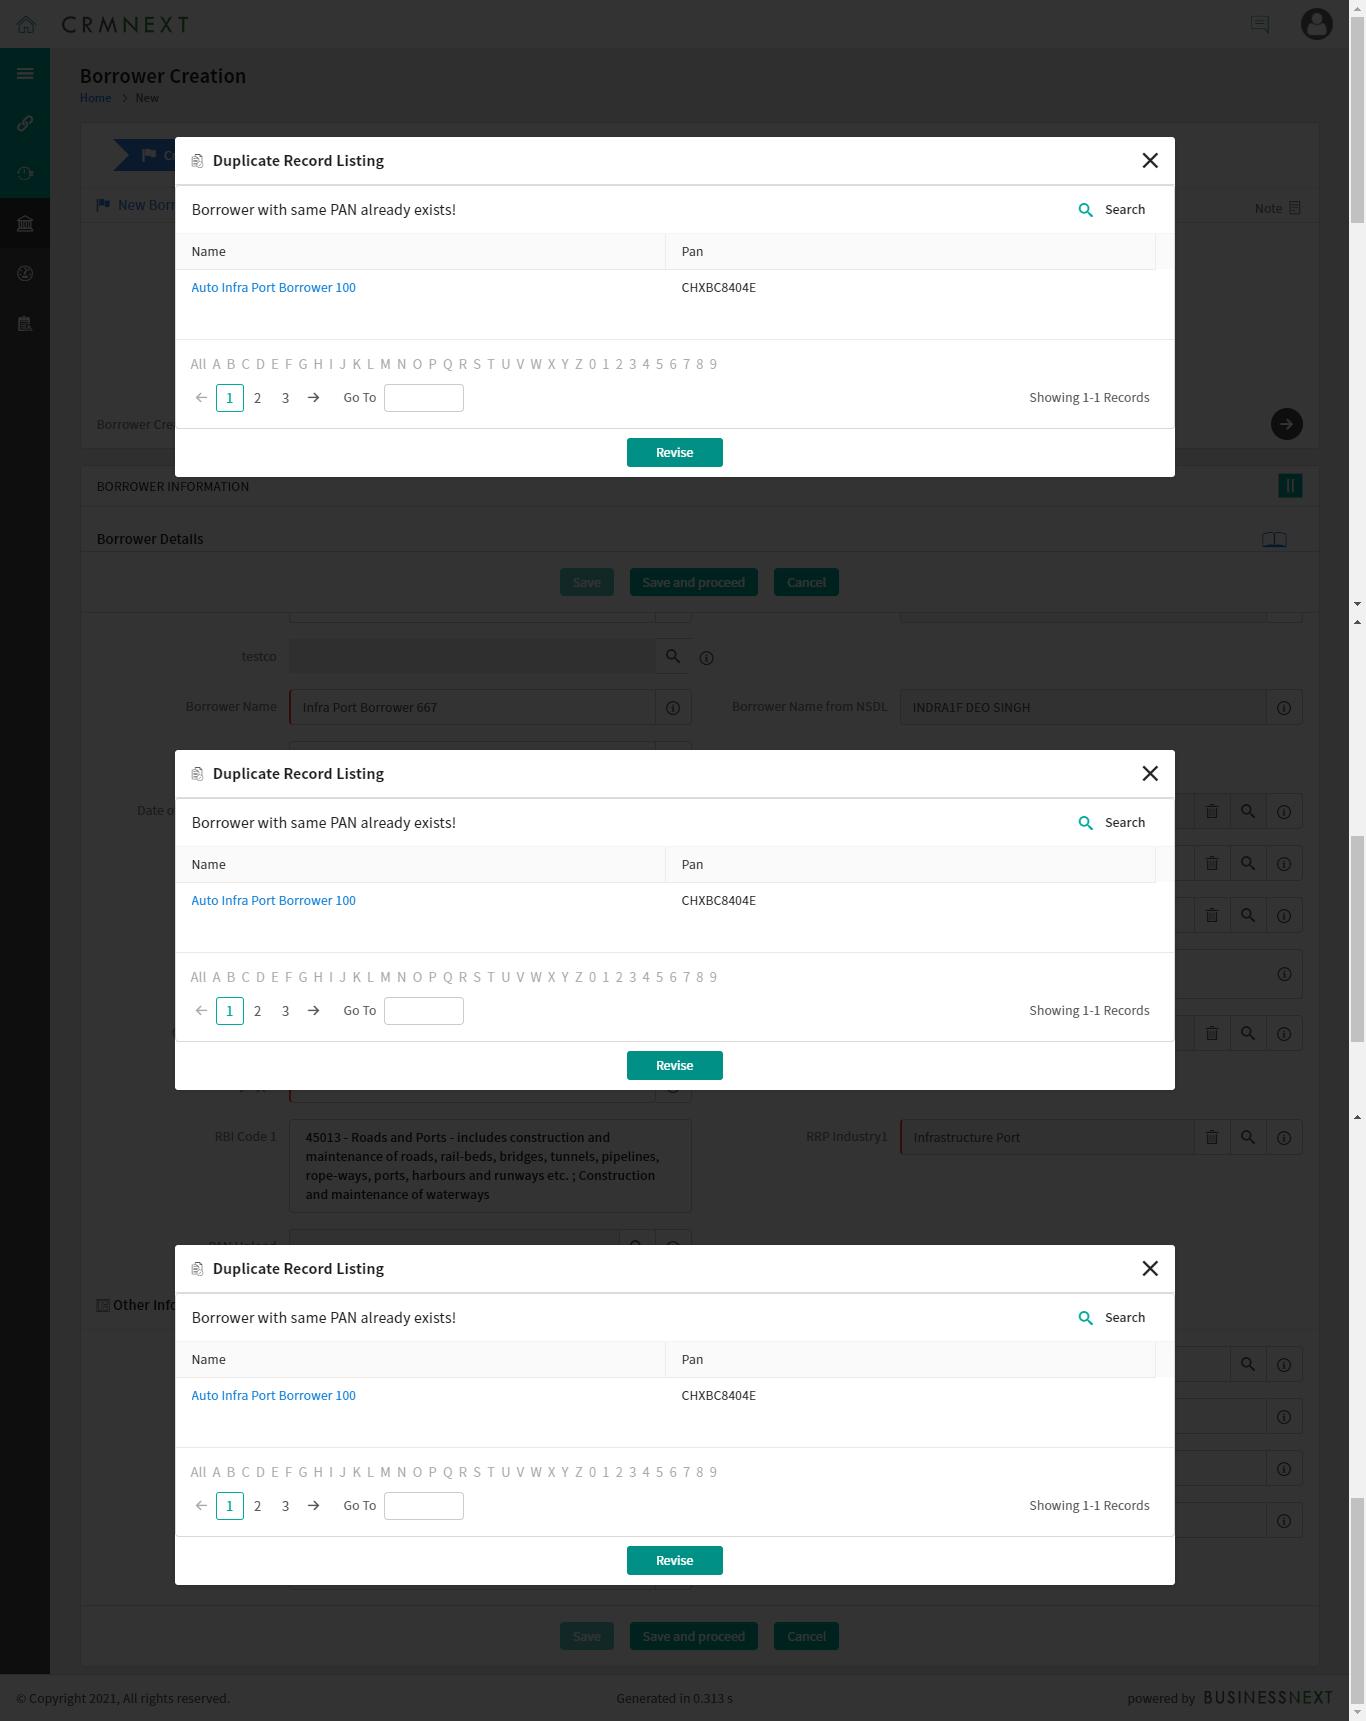 CRMNEXT
Borrower Creation
Home > New
Duplicate Record Listing
New Borr
Note
Borrower with same PAN already exists!
Search
Name Pan
Auto Infra Port Borrower 100 CHXBC8404E
All A B C D E F G H I J K L M N O P Q R S T U V W X Y Z 0 1 2 3 4 5 6 7 8 9
1 2 3 Go To Showing 1-1 Records
Borrower Cre
Revise
BORROWER INFORMATION
Borrower Details
Save Save and proceed Cancel
testco
Borrower Name Infra Port Borrower 667 Borrower Name from NSDL INDRA1F DEO SINGH
Duplicate Record Listing
Date o
Borrower with same PAN already exists!
Search
Name Pan
Auto Infra Port Borrower 100 CHXBC8404E
All A B C D E F G H I J K L M N O P Q R S T U V W X Y Z 0 1 2 3 4 5 6 7 8 9
1 2 3 Go To Showing 1-1 Records
Revise
RBI Code 1 45013 - Roads and Ports - includes construction and RRP Industry1 Infrastructure Port
maintenance of roads, rail-beds, bridges, tunnels, pipelines,
rope-ways, ports, harbours and runways etc. ; Construction
and maintenance of waterways
Duplicate Record Listing
Other Info
Borrower with same PAN already exists!
Search
Name Pan
Auto Infra Port Borrower 100 CHXBC8404E
All A B C D E F G H I J K L M N O P Q R S T U V W X Y Z 0 1 2 3 4 5 6 7 8 9
1 2 3 Go To Showing 1-1 Records
Revise
Save Save and proceed Cancel
© Copyright 2021, All rights reserved. Generated in 0.313 s powered by BUSINESSNEXT